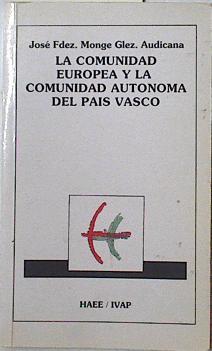 José Fdez. Monge Glez. Audicana
LA COMUNIDAD
EUROPEA Y LA
COMUNIDAD AUTONOMA
DEL PAIS VASCO
HAEE / IVAP